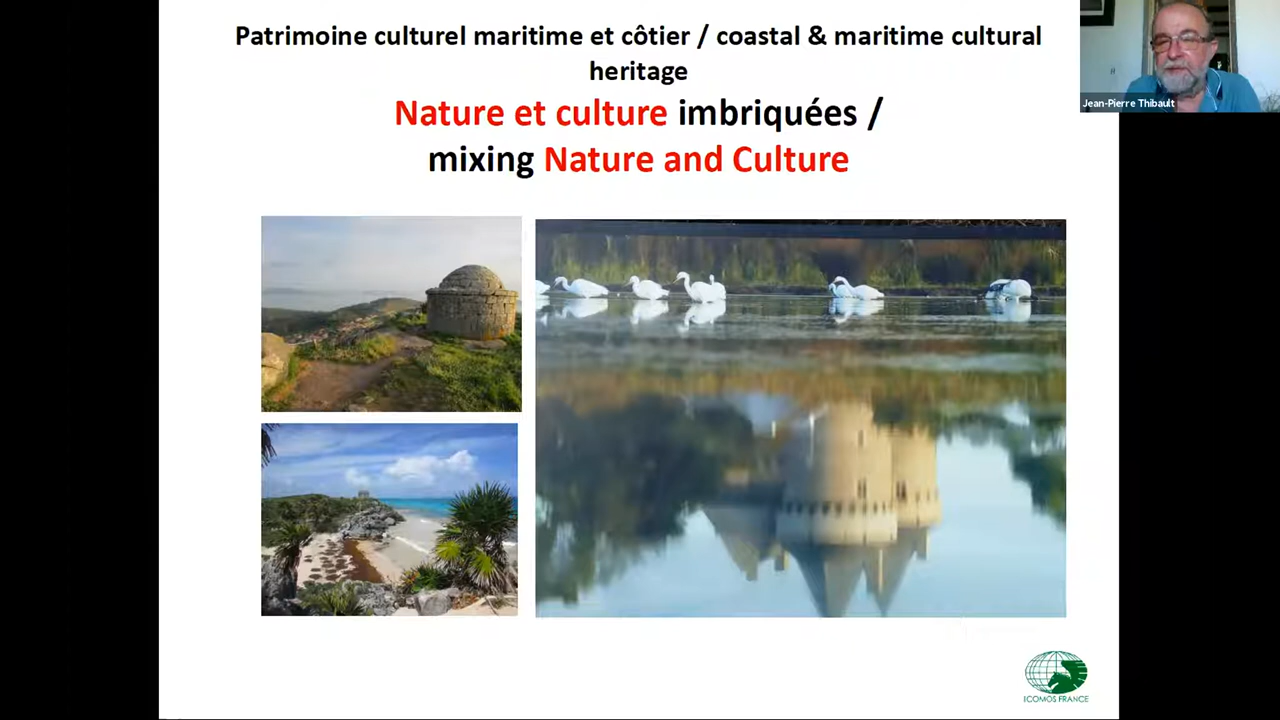 Patrimoine culturel maritime et côtier / coastal & maritime cultural
heritage
Nature et culture imbriquées /
mixing Nature and Culture
Jean-Pierre Thibault
ICOMOS FRANCE